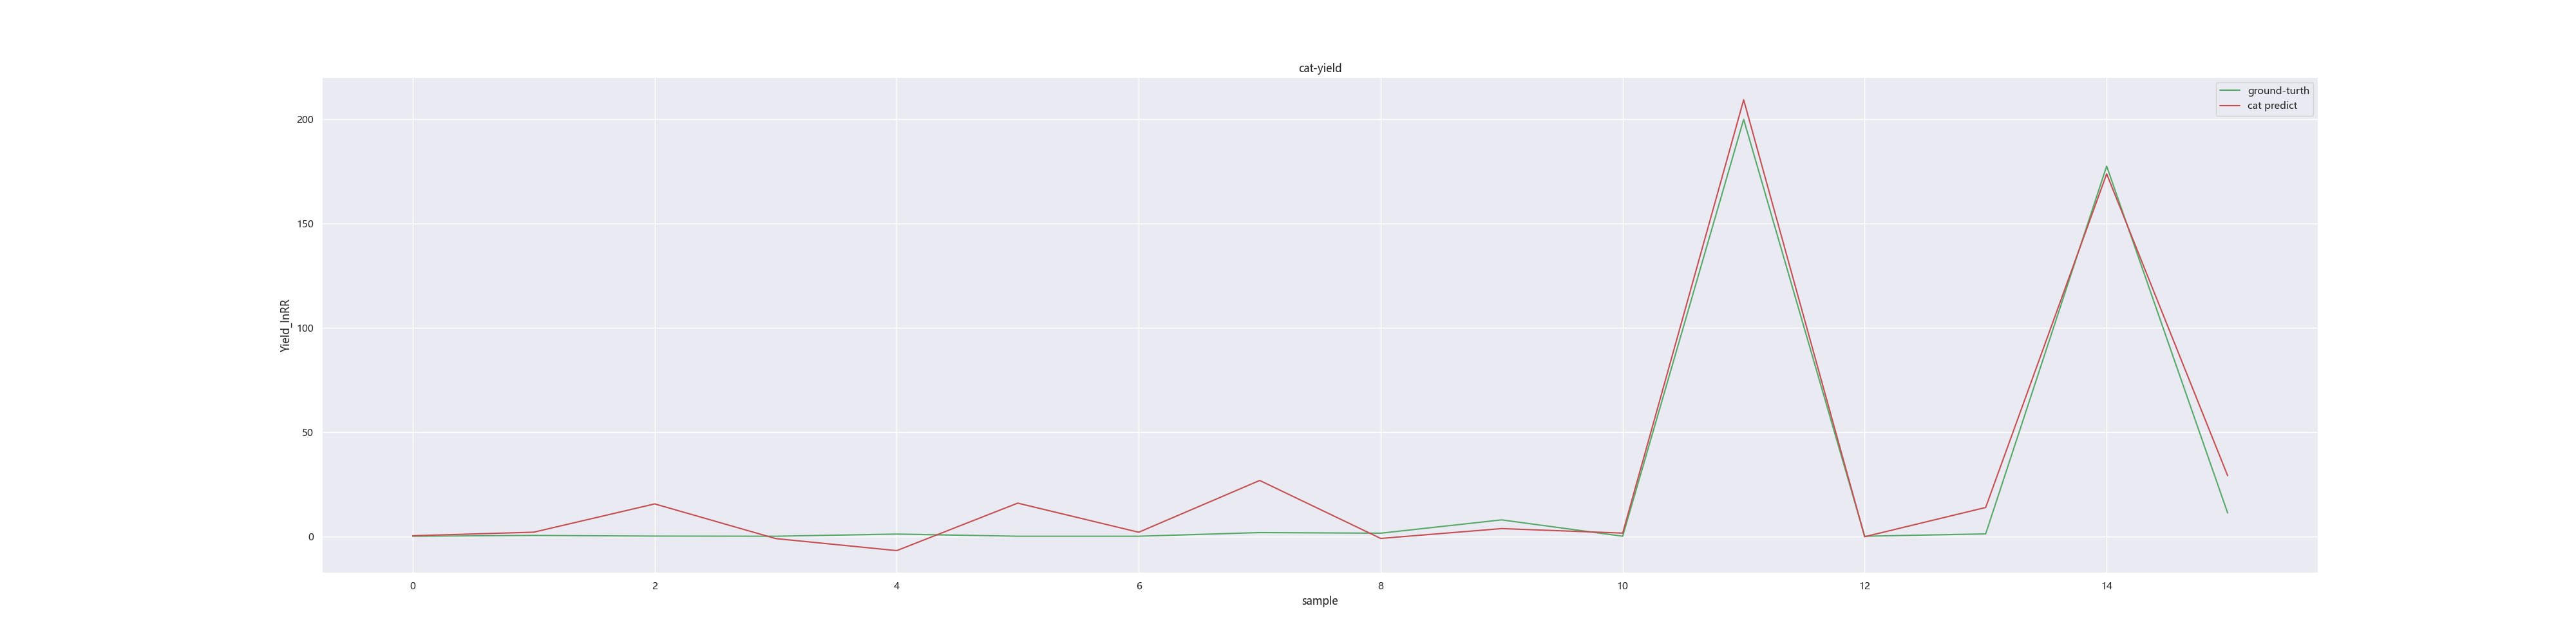 cat-yield
ground-turth
cat predict
200
150
100
50
0
Yield_lnRR
0 2 4 6 8 10 12 14
sample